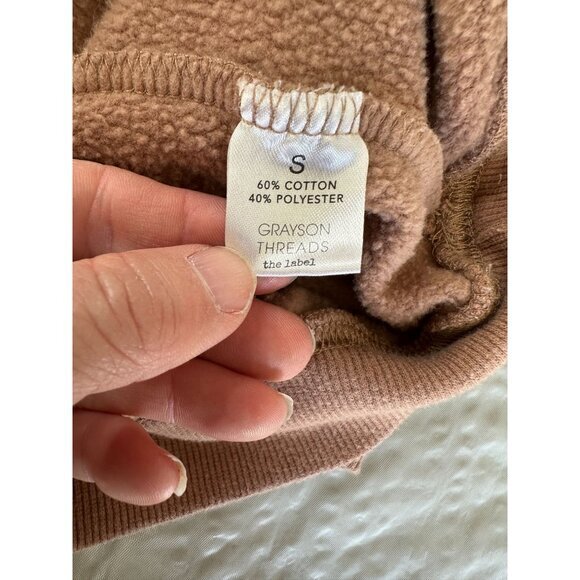 S
60% COTTON
40% POLYESTER
GRAYSON
THREADS
the label